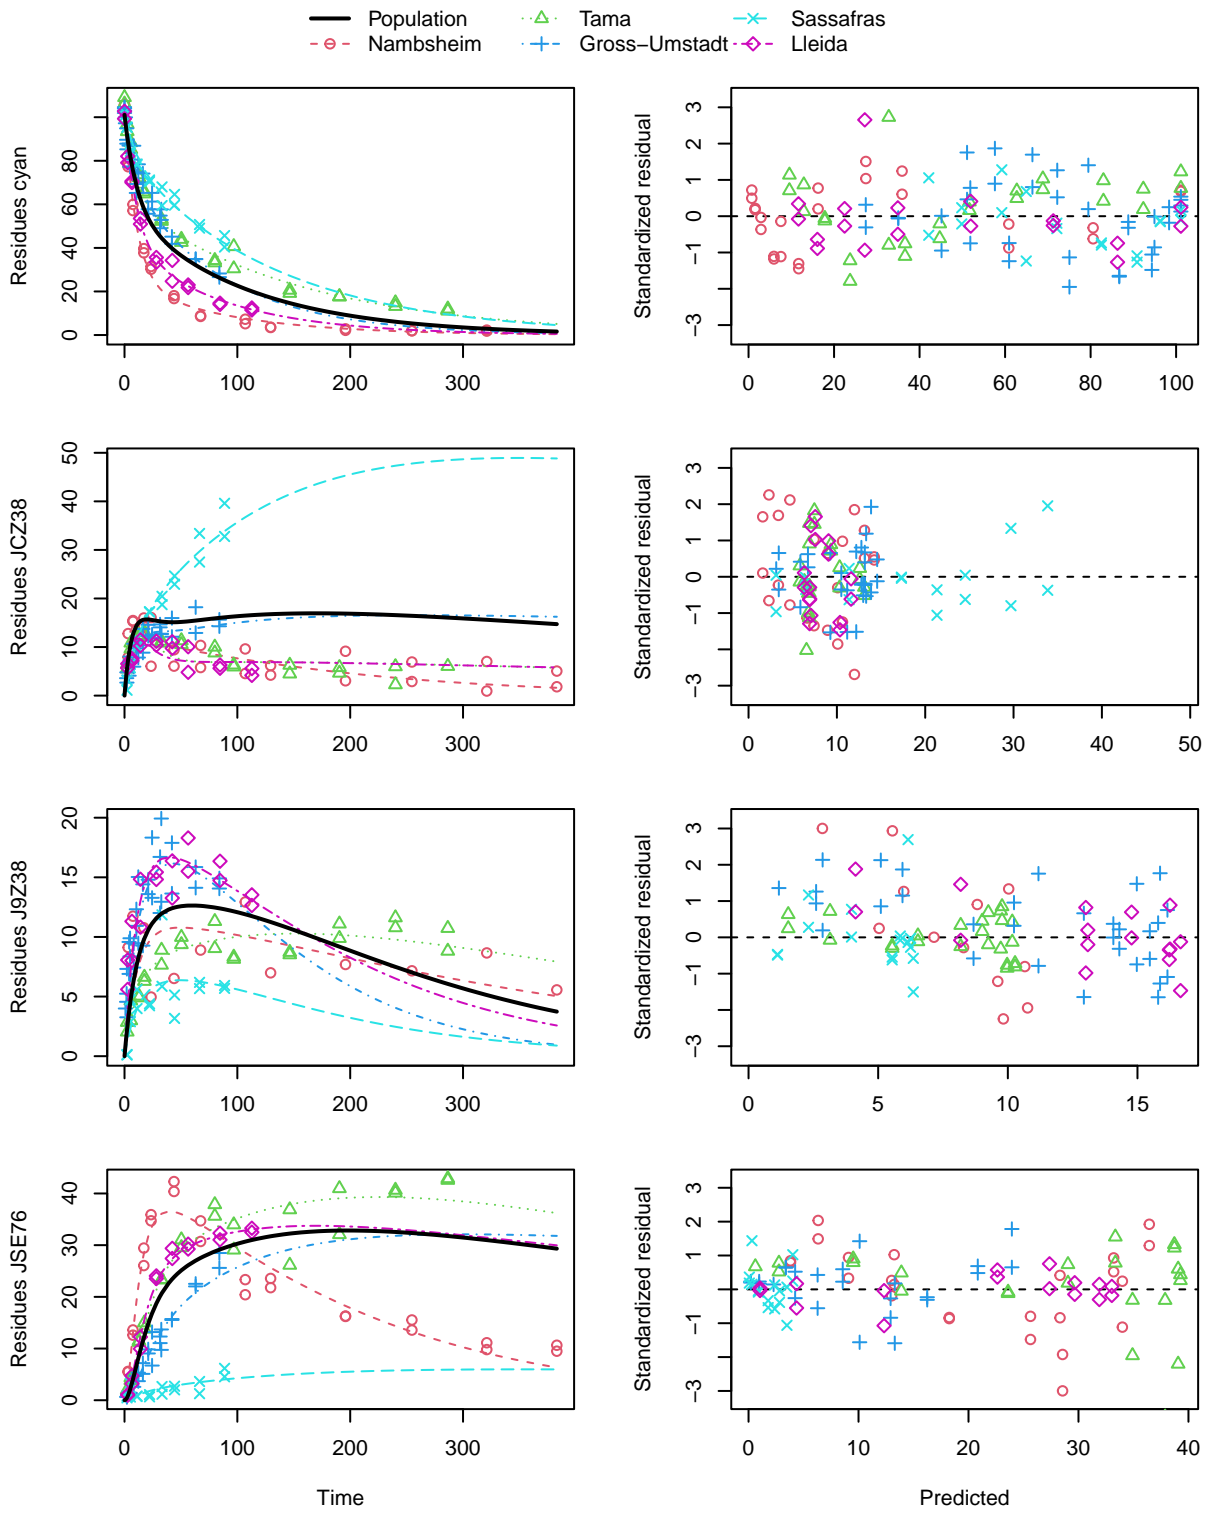 Population Tama Sassafras
Nambsheim Gross−Umstadt Lleida
Residues cyan
0 20 40 60 80
0 100 200 300
Standardized residual
−3 0 1 2 3
0 20 40 60 80 100
Residues JCZ38
0 10 20 30 40 50
0 100 200 300
Standardized residual
−3 −1 0 1 2 3
0 10 20 30 40 50
Residues J9Z38
0 5 10 15 20
0 100 200 300
Standardized residual
−3 −1 0 1 2 3
0 5 10 15
Residues JSE76
0 10 20 30 40
0 100 200 300
Standardized residual
−3 −1 0 1 2 3
0 10 20 30 40
Time Predicted